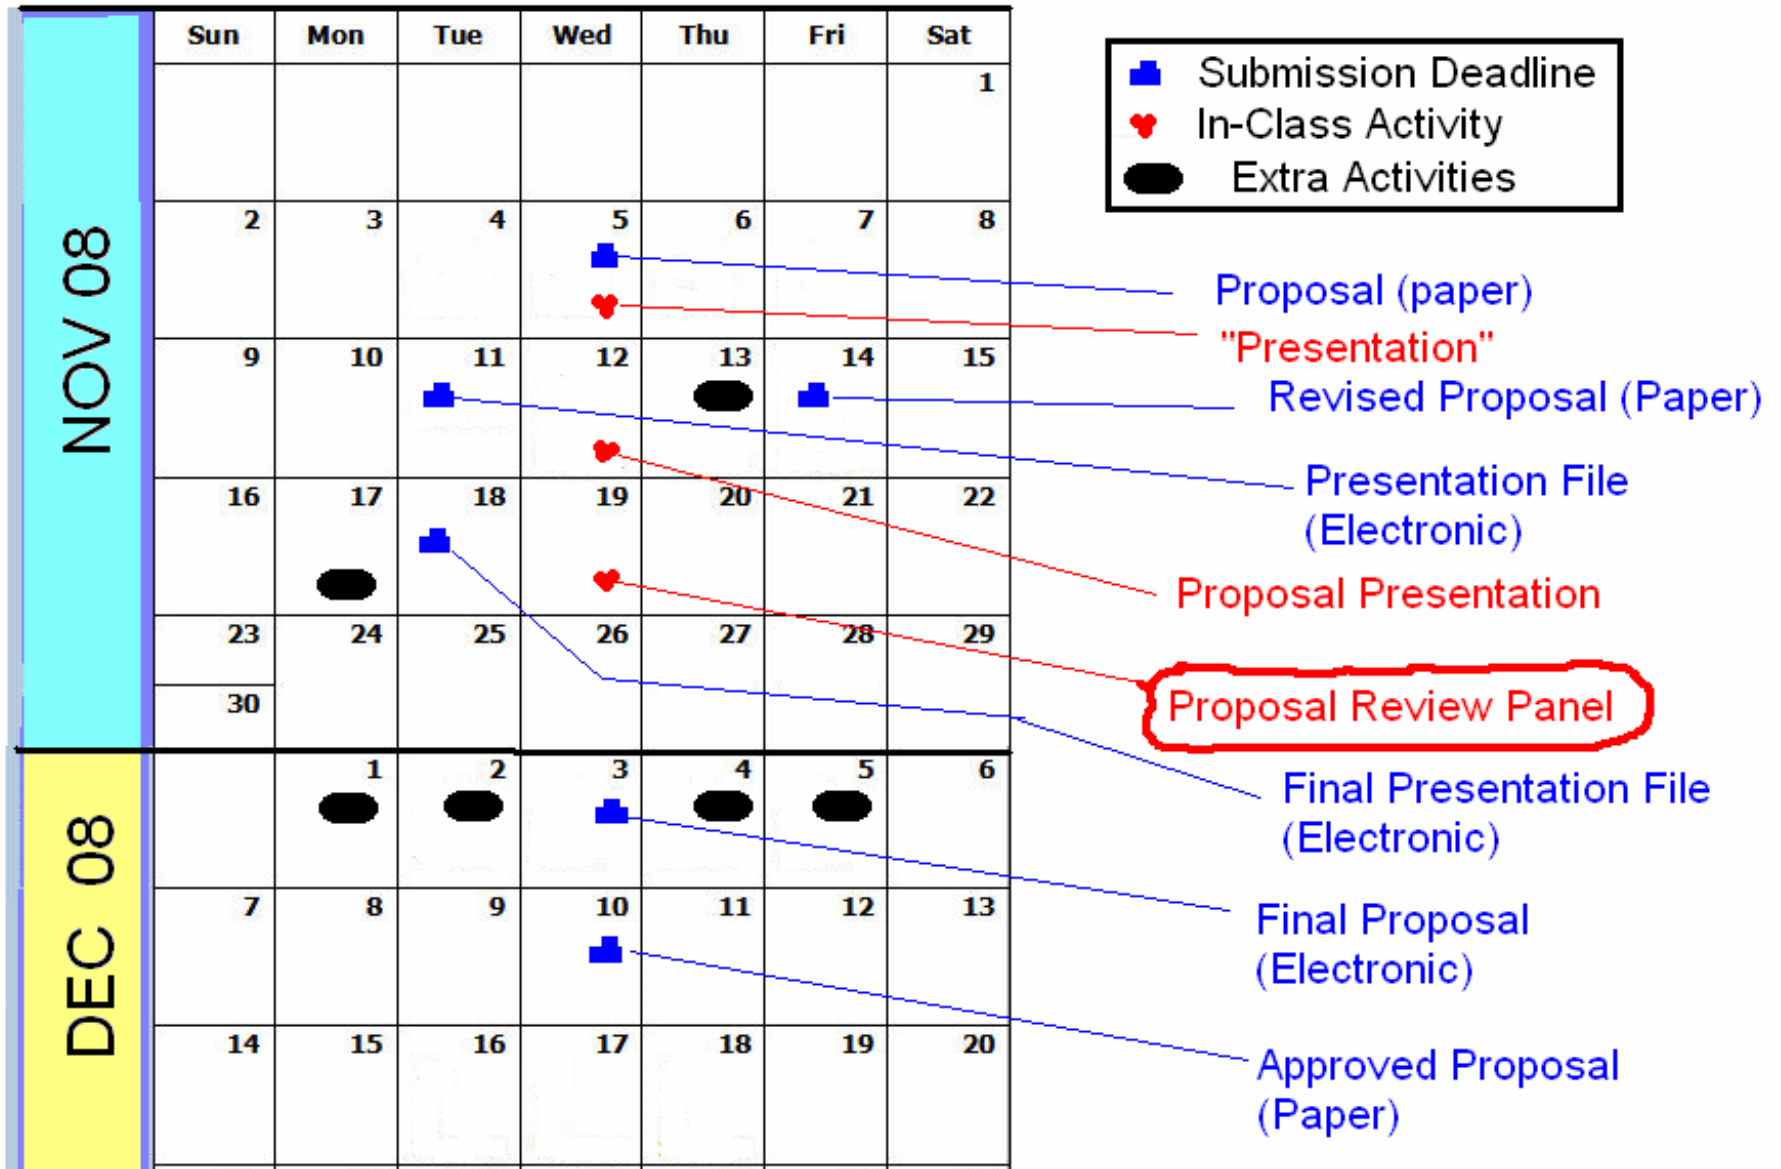 Sun Mon Tue Wed Thu Fri Sat
1
2 3 4 5 6 7 8
9 10 11 12 13 14 15
16 17 18 19 20 21 22
23 24 25 26 27 28 29
30
NOV 08
1 2 3 4 5 6
7 8 9 10 11 12 13
14 15 16 17 18 19 20
DEC 08
Submission Deadline
In-Class Activity
Extra Activities
Proposal (paper)
"Presentation"
Revised Proposal (Paper)
Presentation File
(Electronic)
Proposal Presentation
Proposal Review Panel
Final Presentation File
(Electronic)
Final Proposal
(Electronic)
Approved Proposal
(Paper)